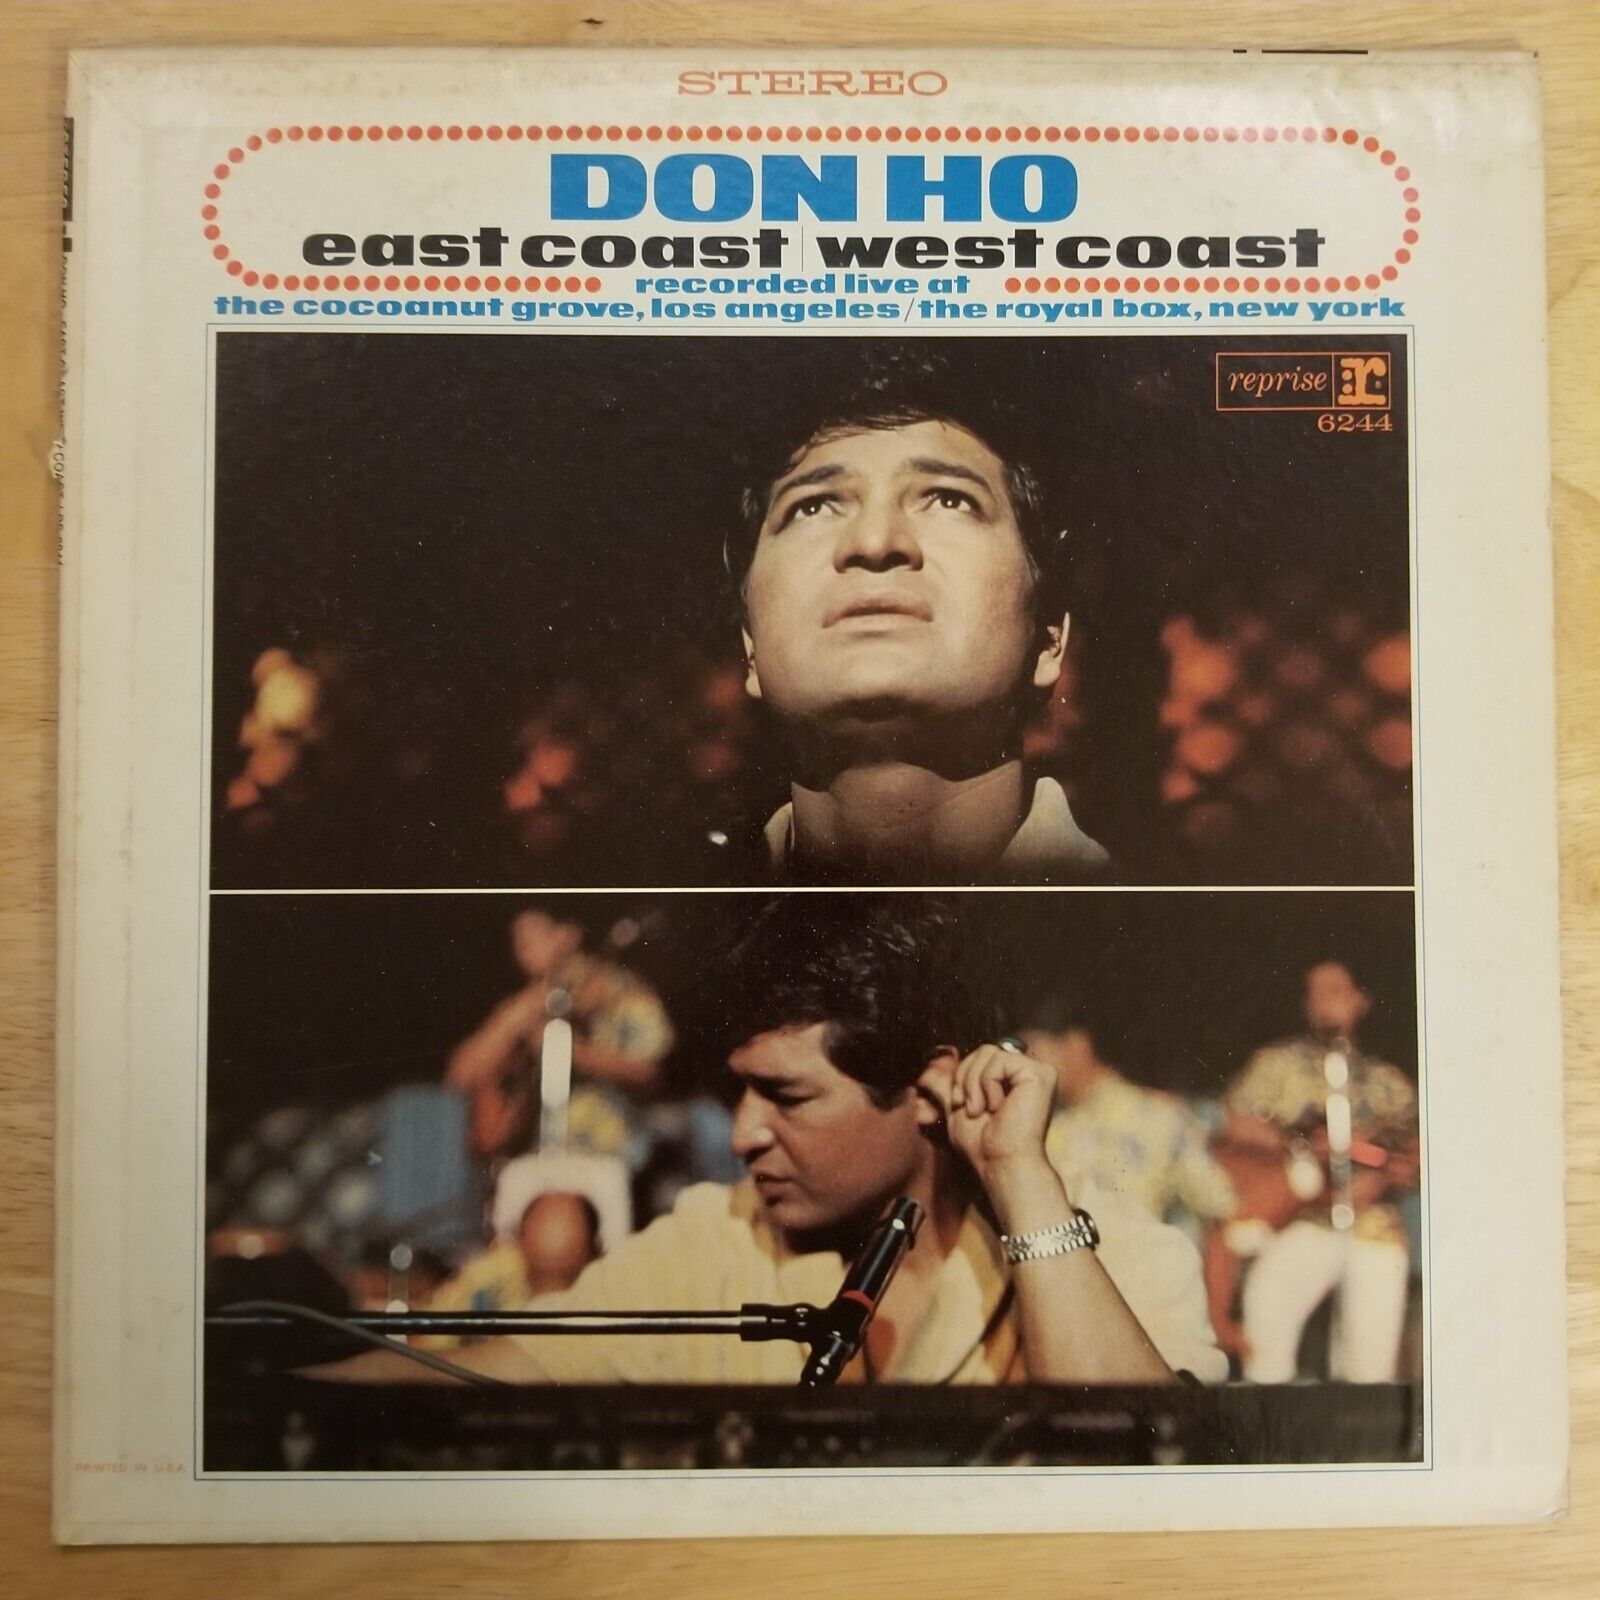 STEREO
DON HO
east coast | west coast
recorded live at
the cocoanut grove, los angeles/the royal box, new york
reprise r:
6244
PRINTED IN U.S.A.